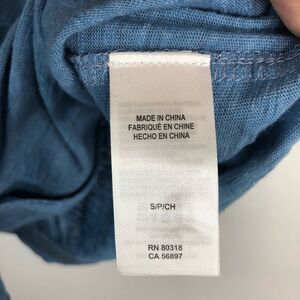 MADE IN CHINA
FABRIQUÉ EN CHINE
HECHO EN CHINA
S/P/CH
RN 80318
CA 56897